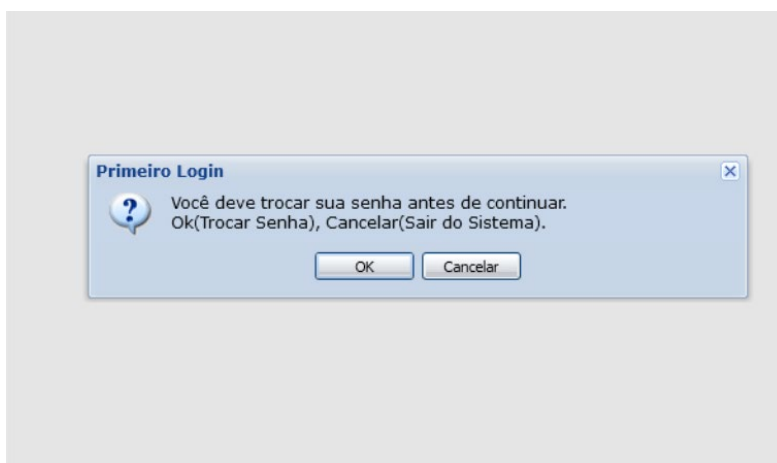 Primeiro Login
Você deve trocar sua senha antes de continuar.
Ok(Trocar Senha), Cancelar(Sair do Sistema).
OK Cancelar